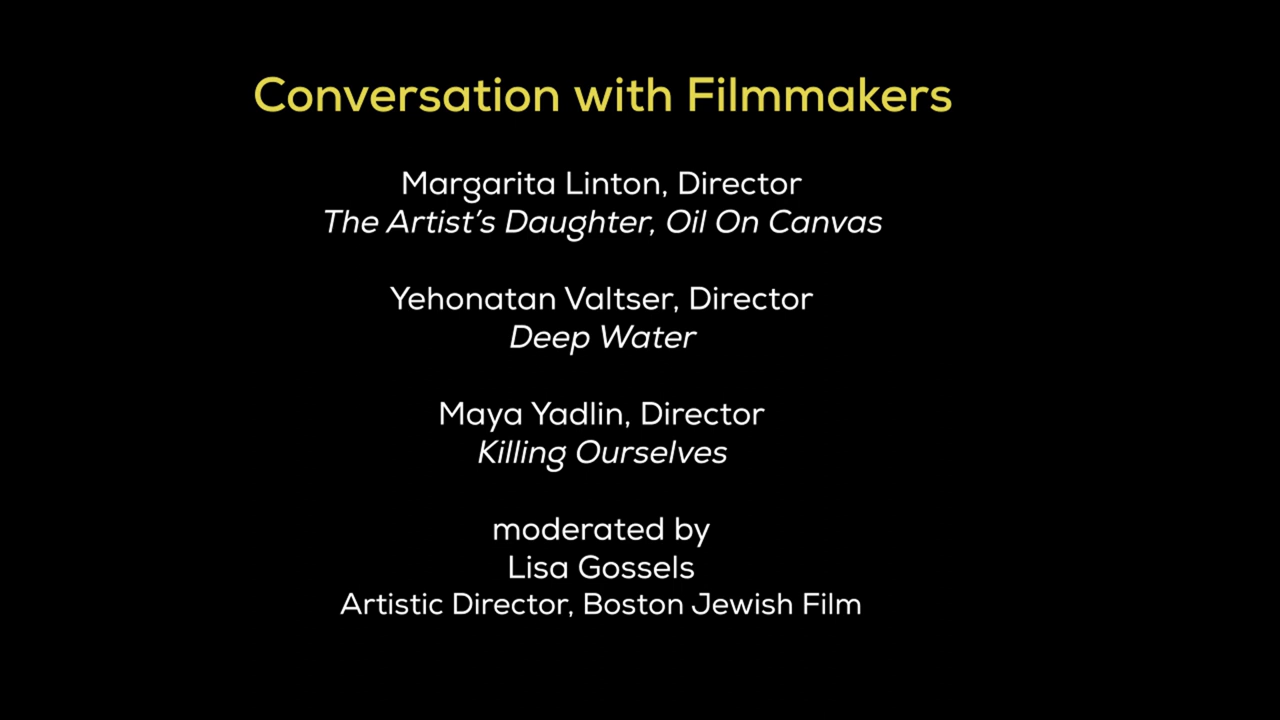 Conversation with Filmmakers
Margarita Linton, Director
The Artist's Daughter, Oil On Canvas
Yehonatan Valtser, Director
Deep Water
Maya Yadlin, Director
Killing Ourselves
moderated by
Lisa Gossels
Artistic Director, Boston Jewish Film